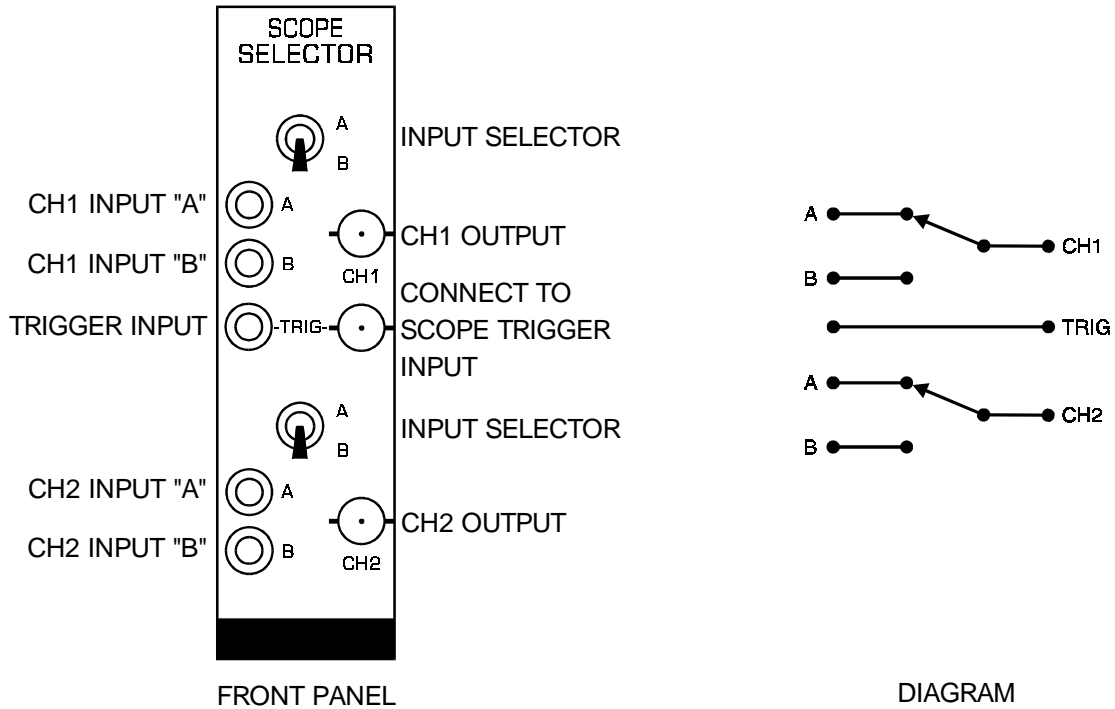 SCOPE
SELECTOR
A
INPUT SELECTOR
B
CH1 INPUT "A"
A
CH1 OUTPUT
CH1 INPUT "B"
B
CH1
CONNECT TO
TRIGGER INPUT
-TRIG-
SCOPE TRIGGER
INPUT
A
INPUT SELECTOR
B
CH2 INPUT "A"
A
CH2 OUTPUT
CH2 INPUT "B"
B
CH2
FRONT PANEL
A
CH1
B
TRIG
A
CH2
B
DIAGRAM